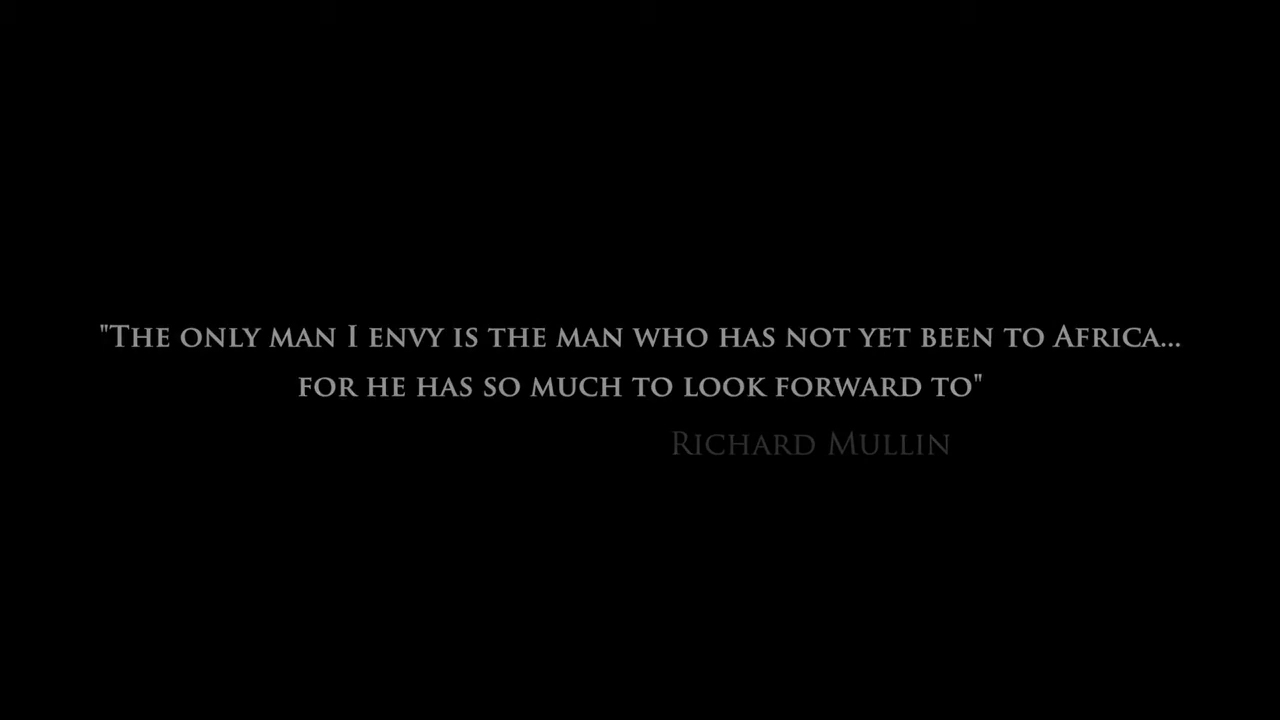 "The only man I envy is the man who has not yet been to Africa...
for he has so much to look forward to"
Richard Mullin